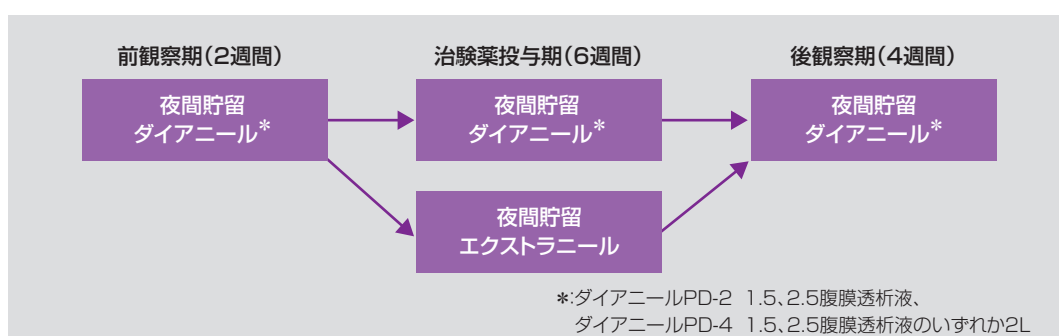 前観察期(2週間)
治験薬投与期(6週間)
後観察期(4週間)
夜間貯留
ダイアニール*
夜間貯留
ダイアニール*
夜間貯留
ダイアニール*
夜間貯留
エクストラニール
*:ダイアニールPD-2 1.5、2.5腹膜透析液、
ダイアニールPD-4 1.5、2.5腹膜透析液のいずれか2L